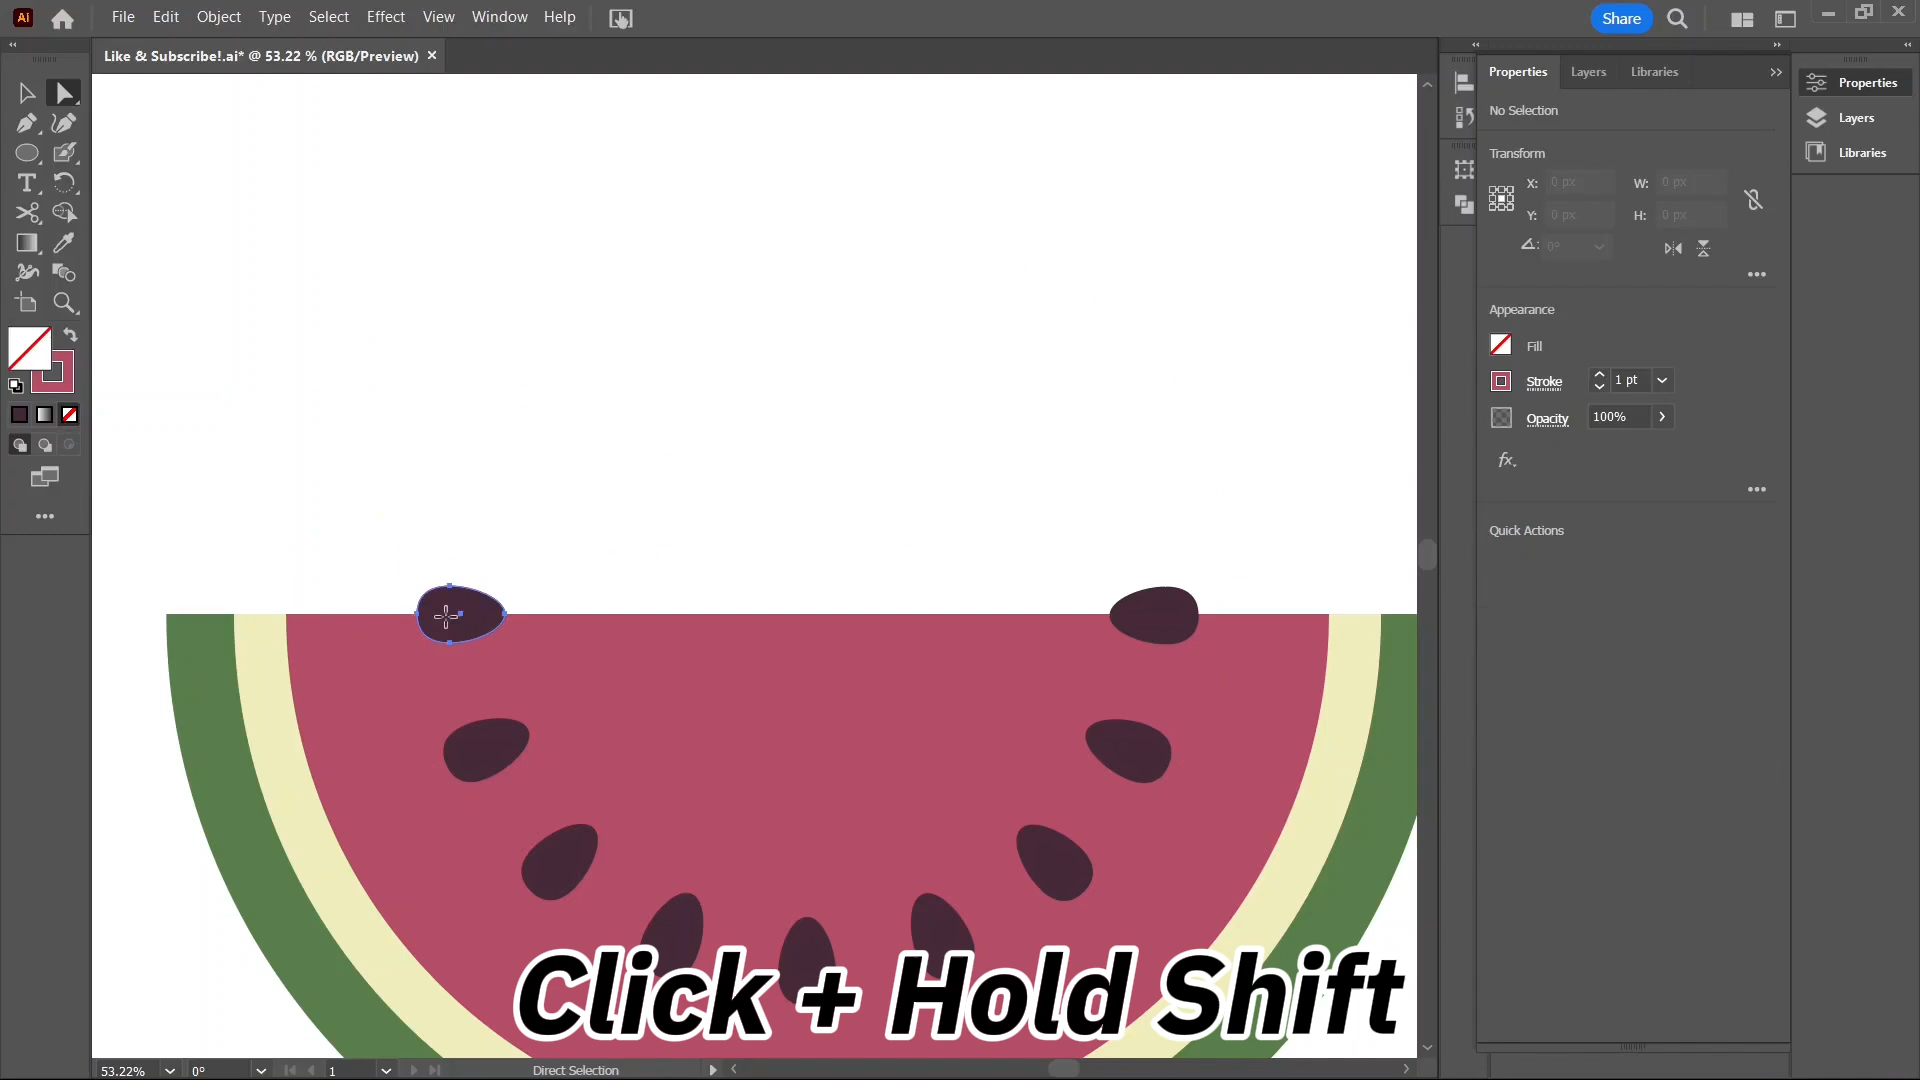 Ai
File Edit Object Type Select Effect View Window Help
Share
Like & Subscribe!.ai* @ 53.22 % (RGB/Preview) ×
Properties Layers Libraries
No Selection
Transform
X: 0 px W: 0 px
Y: 0 px H: 0 px
0°
Appearance
Fill
Stroke 1 pt
Opacity 100%
fx.
Quick Actions
Properties
Layers
Libraries
Click + Hold Shift
53.22% 0° 1 Direct Selection